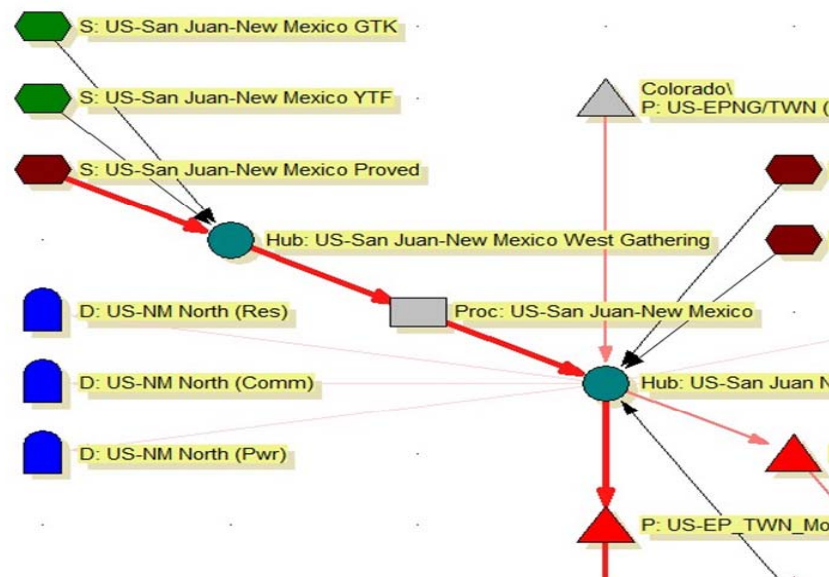 S: US-San Juan-New Mexico GTK
S: US-San Juan-New Mexico YTF
Colorado\
P: US-EPNG/TWN (
S: US-San Juan-New Mexico Proved
Hub: US-San Juan-New Mexico West Gathering
D: US-NM North (Res)
Proc: US-San Juan-New Mexico
D: US-NM North (Comm)
Hub: US-San Juan N
D: US-NM North (Pwr)
P: US-EP_TWN_Mo